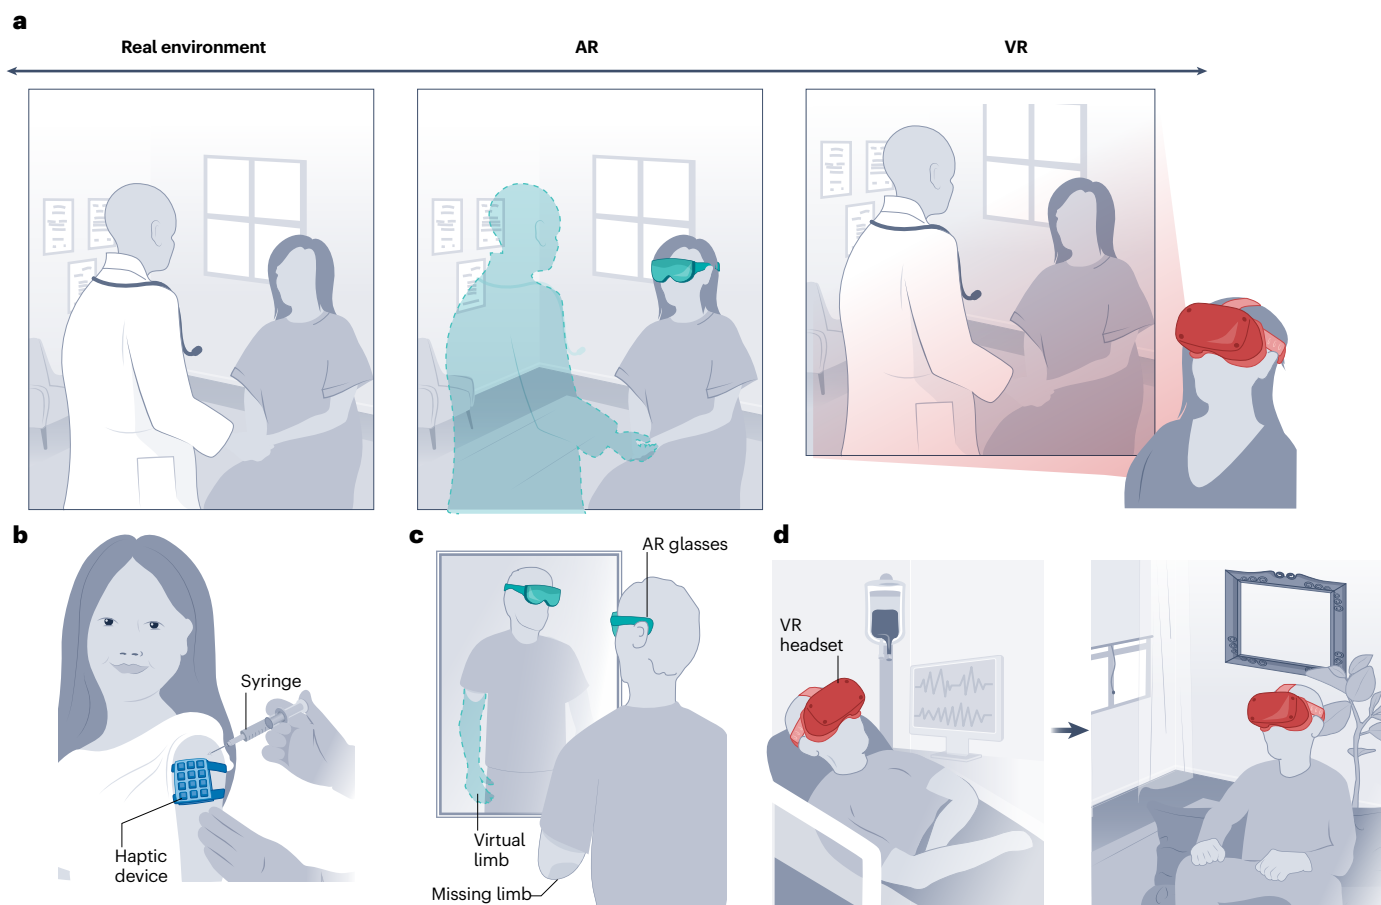 a
Real environment
AR
VR
b
Syringe
Haptic
device
c
AR glasses
Virtual
limb
Missing limb
d
VR
headset